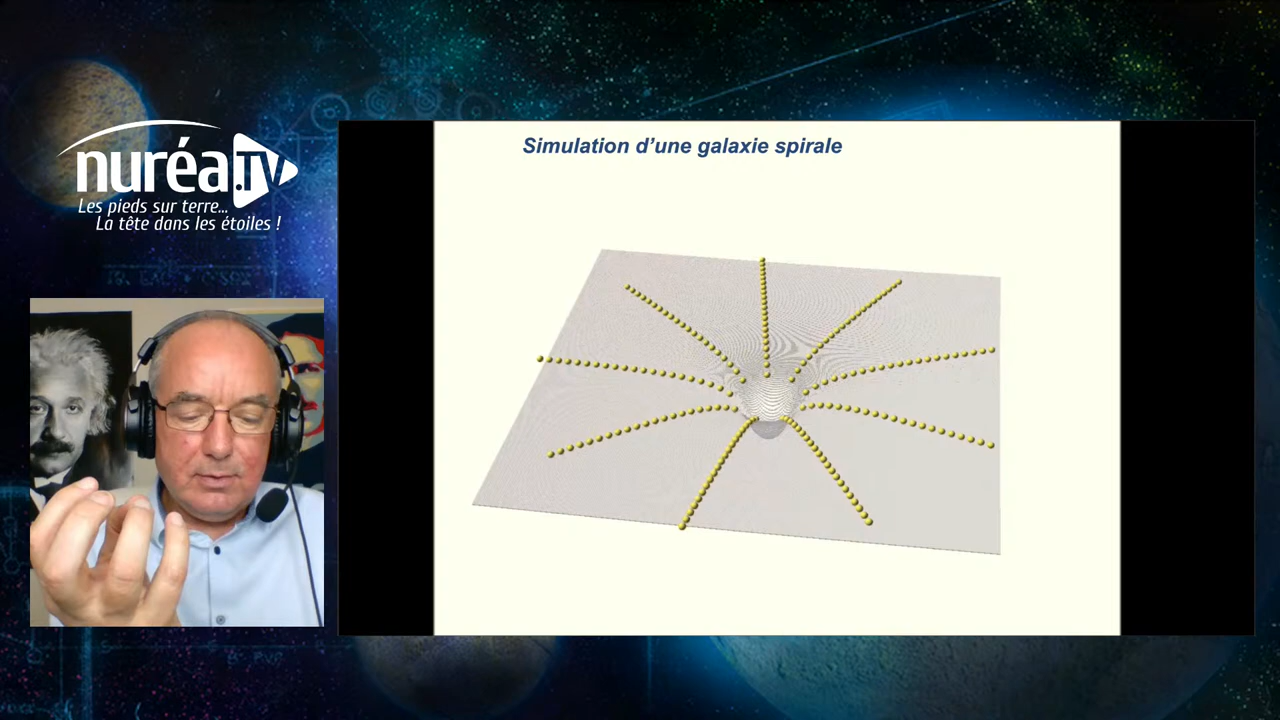 nuréa.TV
Les pieds sur terre...
La tête dans les étoiles !
Simulation d'une galaxie spirale